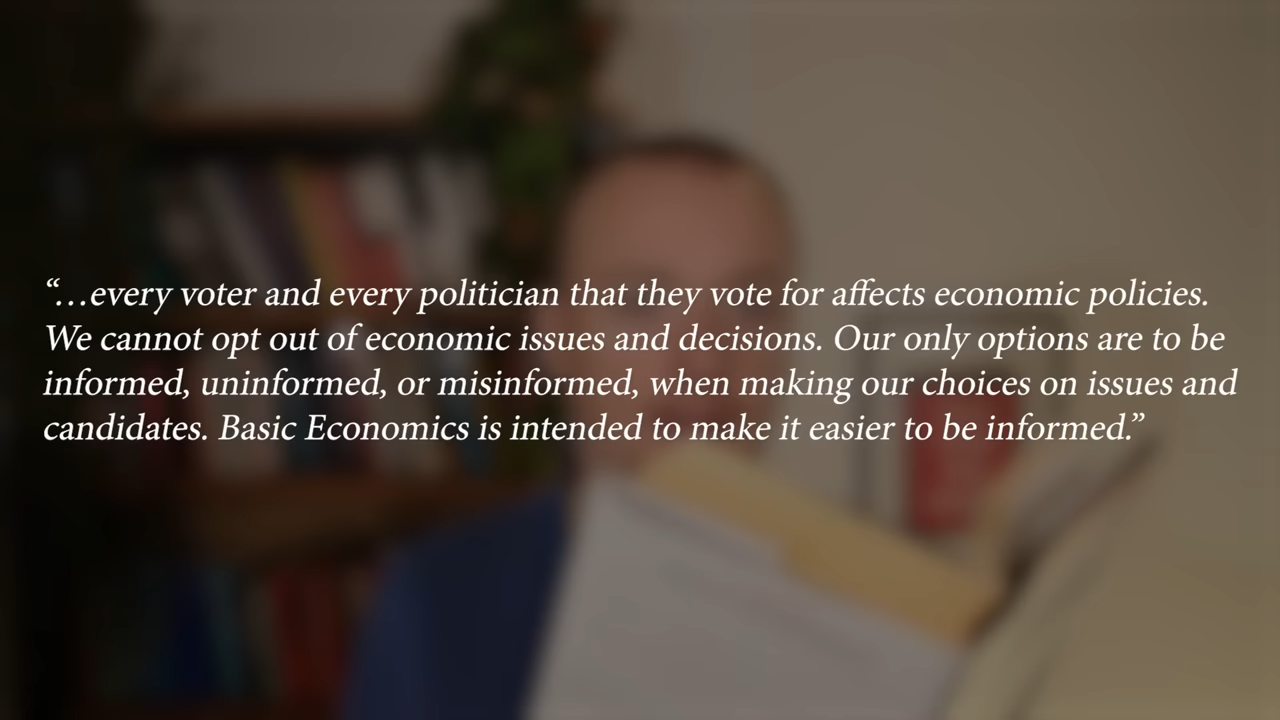 “…every voter and every politician that they vote for affects economic policies.
We cannot opt out of economic issues and decisions. Our only options are to be
informed, uninformed, or misinformed, when making our choices on issues and
candidates. Basic Economics is intended to make it easier to be informed.”